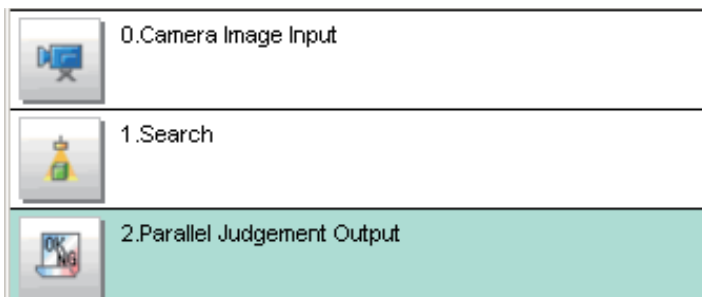 0.Camera Image Input
1.Search
OK
NG
2.Parallel Judgement Output